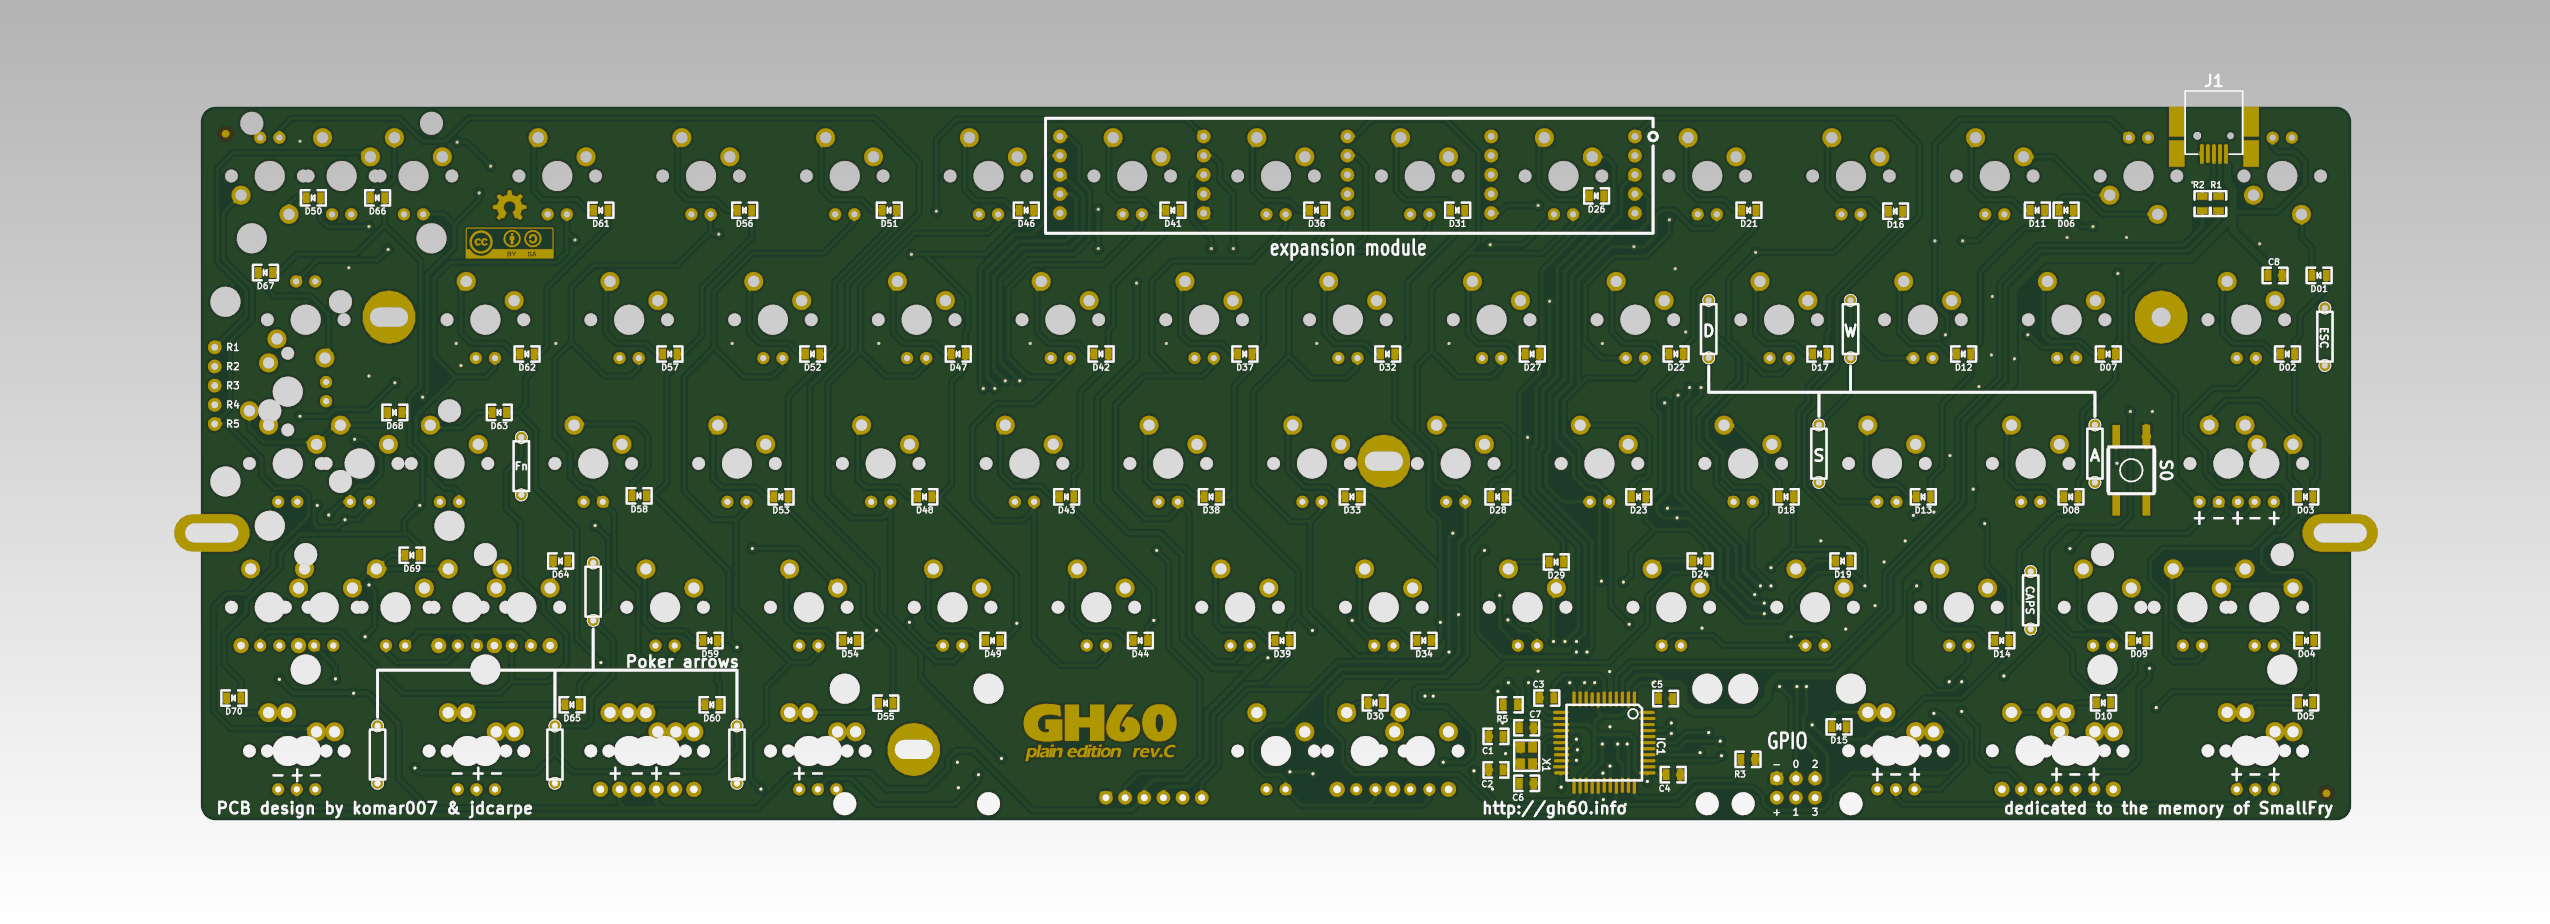 J1
R2 R1
D50 D66 D61 D56 D51 D46 D41 D36 D31 D26 D21 D16 D11 D06
cc BY SA
expansion module
D67
C8 D01
R1
R2
R3
R4
R5
D W ESC
D62 D57 D52 D47 D42 D37 D32 D27 D22 D17 D12 D07 D02
D68 D63
Fn S A SO
D58 D53 D48 D43 D38 D33 D28 D23 D18 D13 D08 D03
+ - + - +
D69 D64 D29 D24 D19
CAPS
D59 D54 D49 D44 D39 D34 D14 D09 D04
Poker arrows
D70 D65 D60 D55 D30 D10 D05
R5 C3 C5
C7
C1 X1 IC1
C2 C6 C4
R3 D15
GH60
plain edition rev.C
GPIO
- 0 2
+ 1 3
- + - - + - + - + - + - + - + + - + + - +
PCB design by komar007 & jdcarpe
http://gh60.info
dedicated to the memory of SmallFry